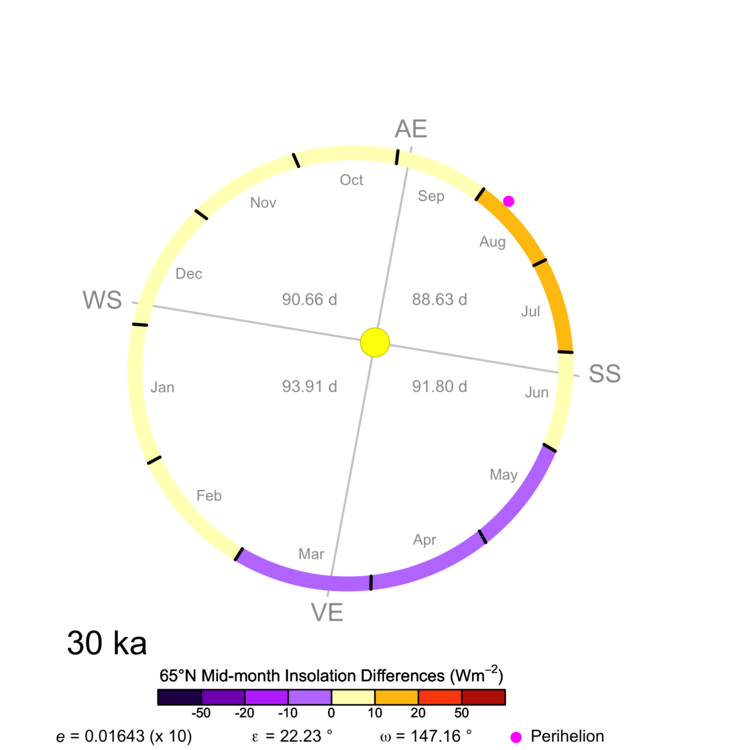 AE
Oct
Sep
Nov
Aug
Dec
WS
90.66 d
88.63 d
Jul
SS
Jan
93.91 d
91.80 d
Jun
May
Feb
Apr
Mar
VE
30 ka
65°N Mid-month Insolation Differences (Wm⁻²)
-50 -20 -10 0 10 20 50
e = 0.01643 (x 10) ε = 22.23 ° ω = 147.16 ° Perihelion